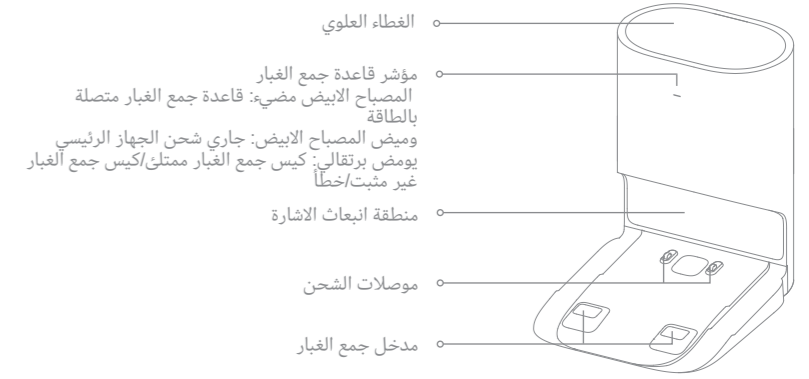 الغطاء العلوي
مؤشر قاعدة جمع الغبار
المصباح الابيض مضيء: قاعدة جمع الغبار متصلة
بالطاقة
وميض المصباح الابيض: جاري شحن الجهاز الرئيسي
يومض برتقالي: كيس جمع الغبار ممتلئ/كيس جمع الغبار
غير مثبت/خطأ
منطقة انبعاث الاشارة
موصلات الشحن
مدخل جمع الغبار